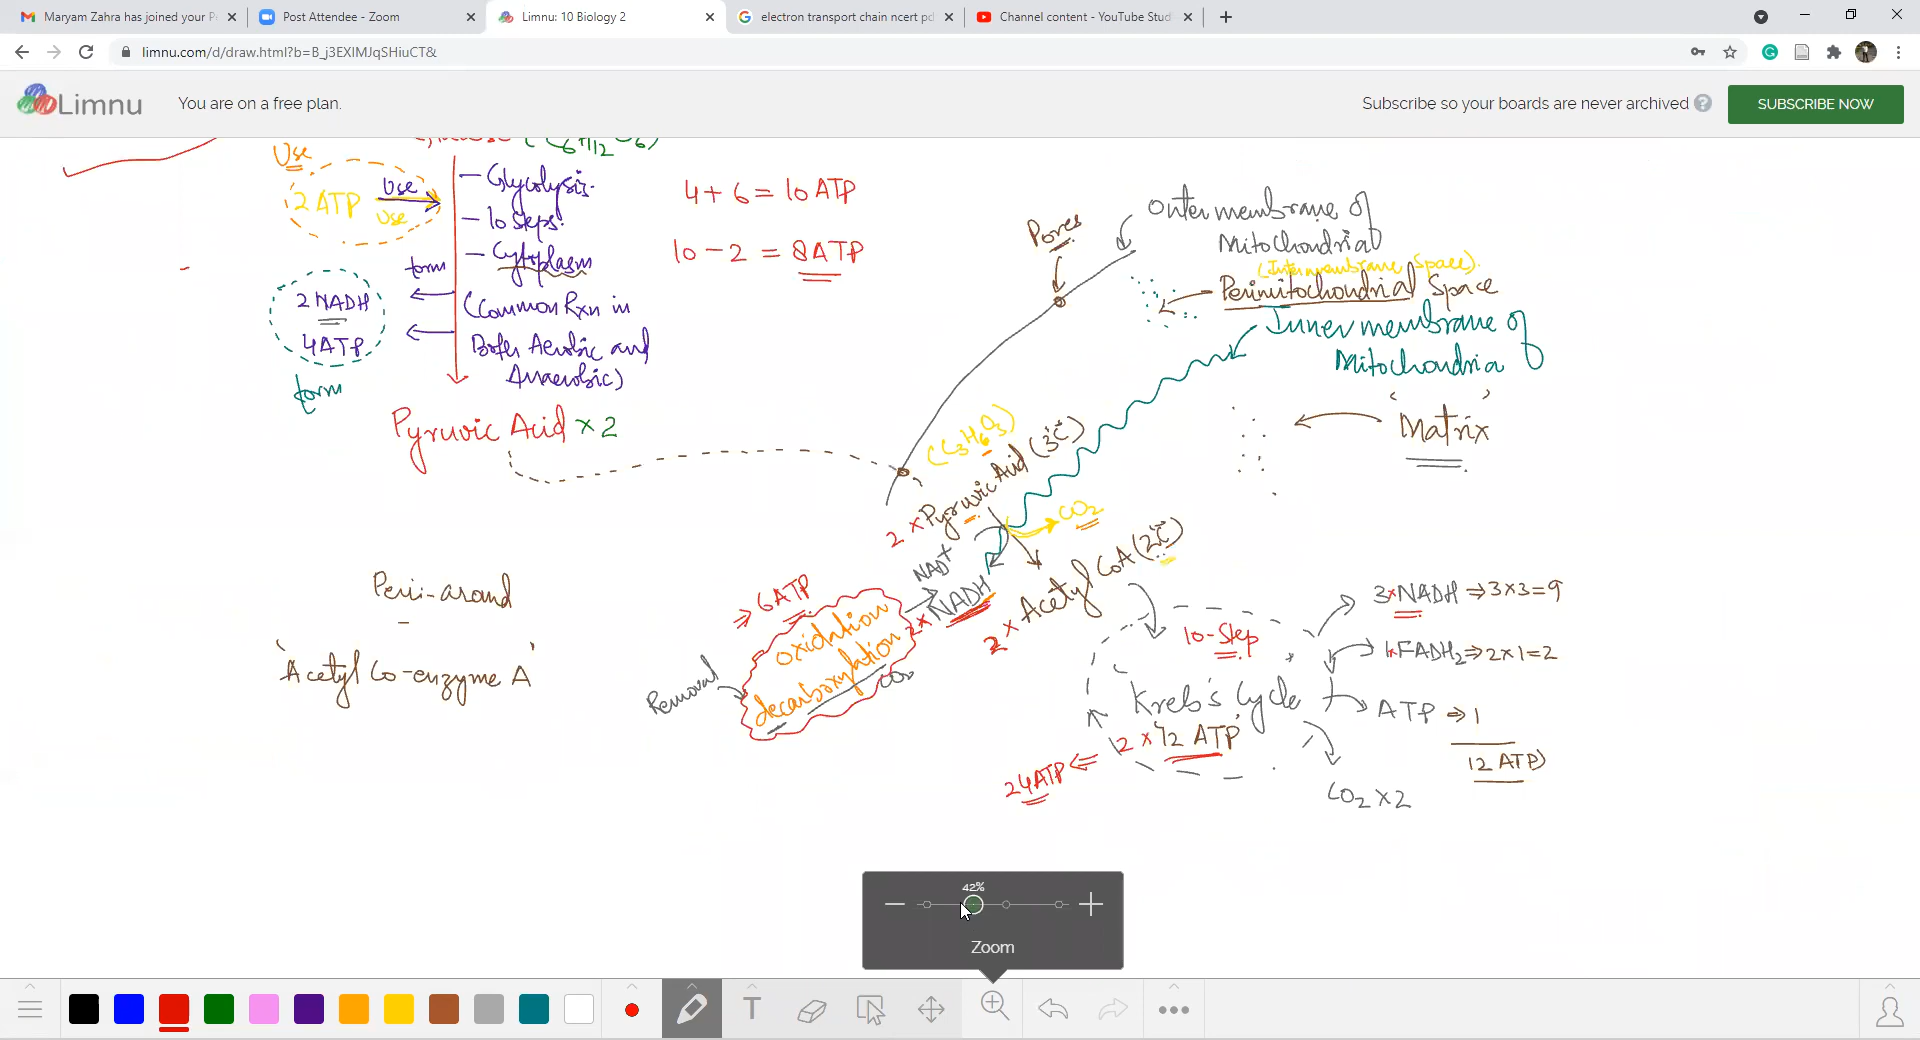 Maryam Zahra has joined your P
Post Attendee - Zoom
Limnu: 10 Biology 2
electron transport chain ncert pd
Channel content - YouTube Stud
limnu.com/d/draw.html?b=B_j3EXIMJqSHiuCT&
Limnu
You are on a free plan.
Subscribe so your boards are never archived
SUBSCRIBE NOW
Use
2 ATP
Use
Use
- Glycolysis.
- 10 steps.
- Cytoplasm
(Common Rxn in
Both Aerobic and
Anaerobic)
form
2 NADH
4ATP
form
Pyruvic Acid × 2
4 + 6 = 10 ATP
10 - 2 = 8 ATP
Pores
Outer membrane of
Mitochondrial
(Intermembrane Space).
Perimitochondrial Space
Inner membrane of
Mitochondria
'Matrix'
(C3H6O3)
2 × Pyruvic Acid (3C)
CO2
NAD+
2× NADH
2 × Acetyl CoA (2C)
⇒ 6ATP
oxidation
decarboxylation
Removal
CO2
Peri-around
'Acetyl Co-enzyme A'
10-Step
Kreb's Cycle
2 × 12 ATP
24ATP ⇐
3×NADH ⇒ 3×3=9
1×FADH2 ⇒ 2×1=2
ATP ⇒ 1
12 ATP
CO2 × 2
42%
Zoom
T